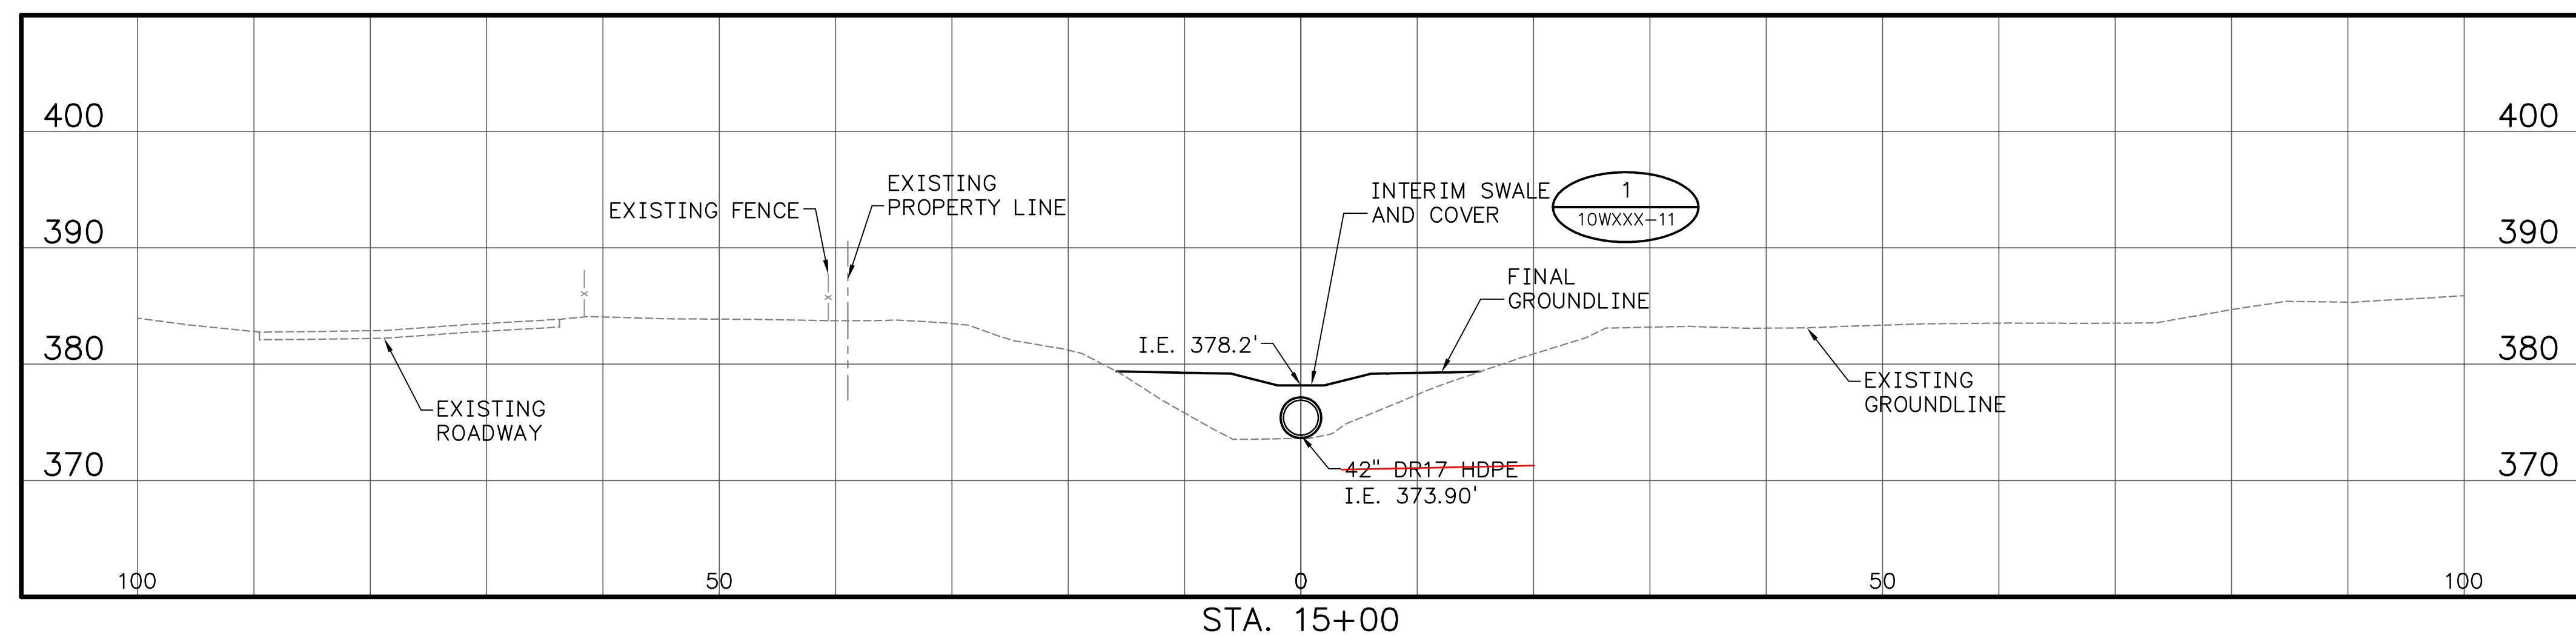 400
400
EXISTING
PROPERTY LINE
EXISTING FENCE
INTERIM SWALE
AND COVER
1
10WXXX-11
390
390
FINAL
GROUNDLINE
I.E. 378.2'
380
380
EXISTING
ROADWAY
EXISTING
GROUNDLINE
370
370
42" DR17 HDPE
I.E. 373.90'
100
50
0
50
100
STA. 15+00